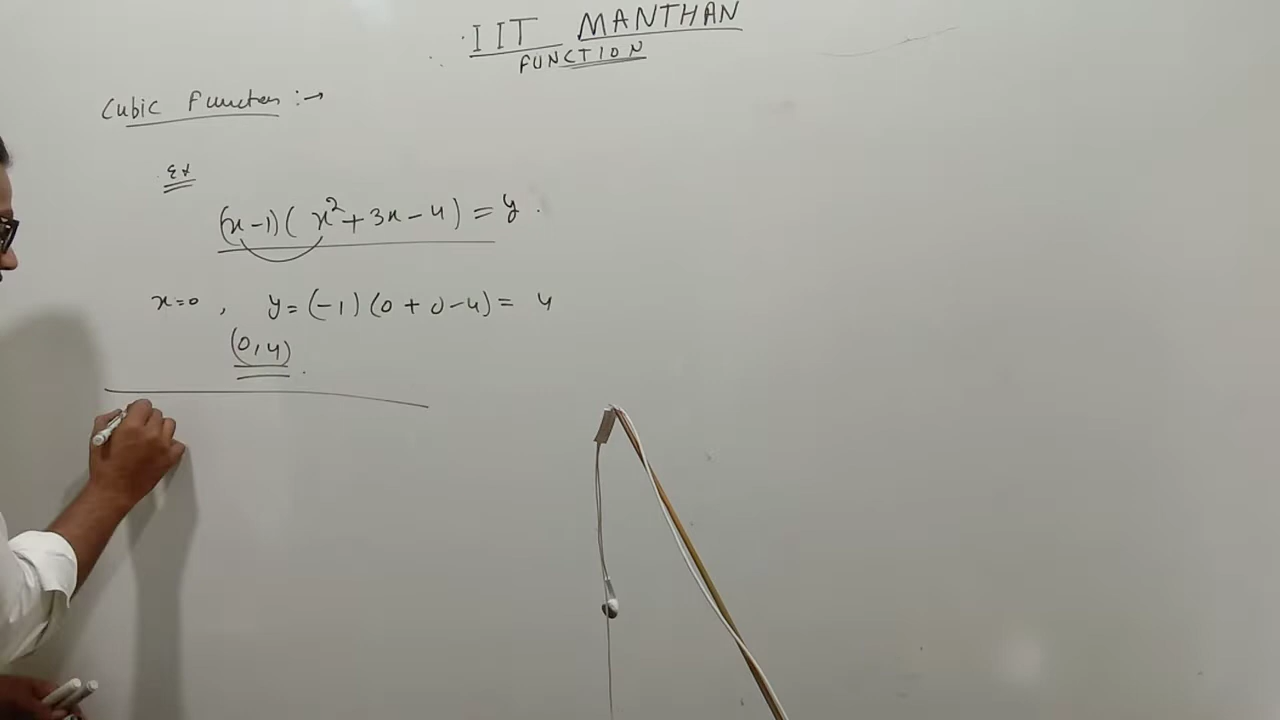 IIT MANTHAN
FUNCTION
Cubic Function :→
Ex
(x-1)(x²+3x-4) = y.
x=0, y=(-1)(0+0-4)= 4
(0,4).